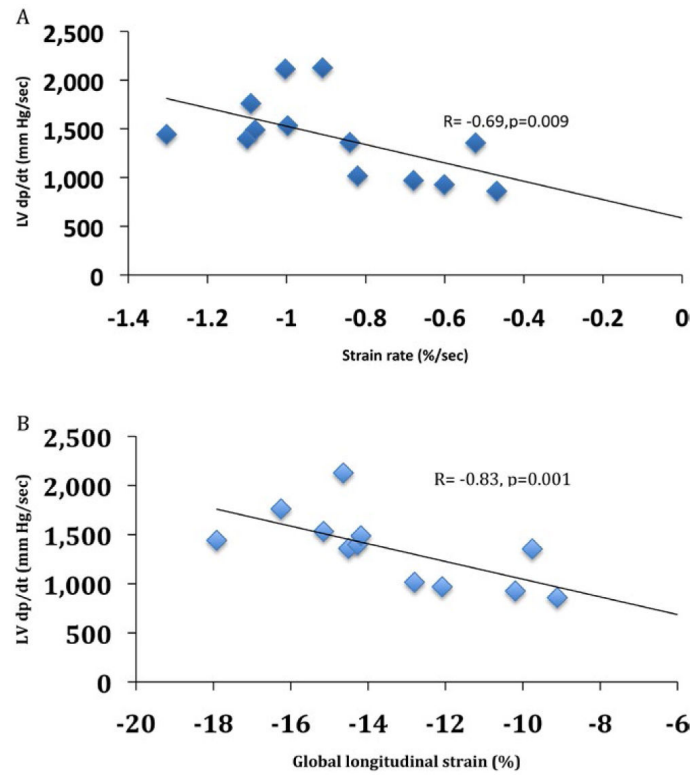 A
2,500
2,000
1,500
1,000
500
0
LV dp/dt (mm Hg/sec)
R= -0.69,p=0.009
-1.4 -1.2 -1 -0.8 -0.6 -0.4 -0.2 0
Strain rate (%/sec)
B
2,500
2,000
1,500
1,000
500
0
LV dp/dt (mm Hg/sec)
R= -0.83, p=0.001
-20 -18 -16 -14 -12 -10 -8 -6
Global longitudinal strain (%)